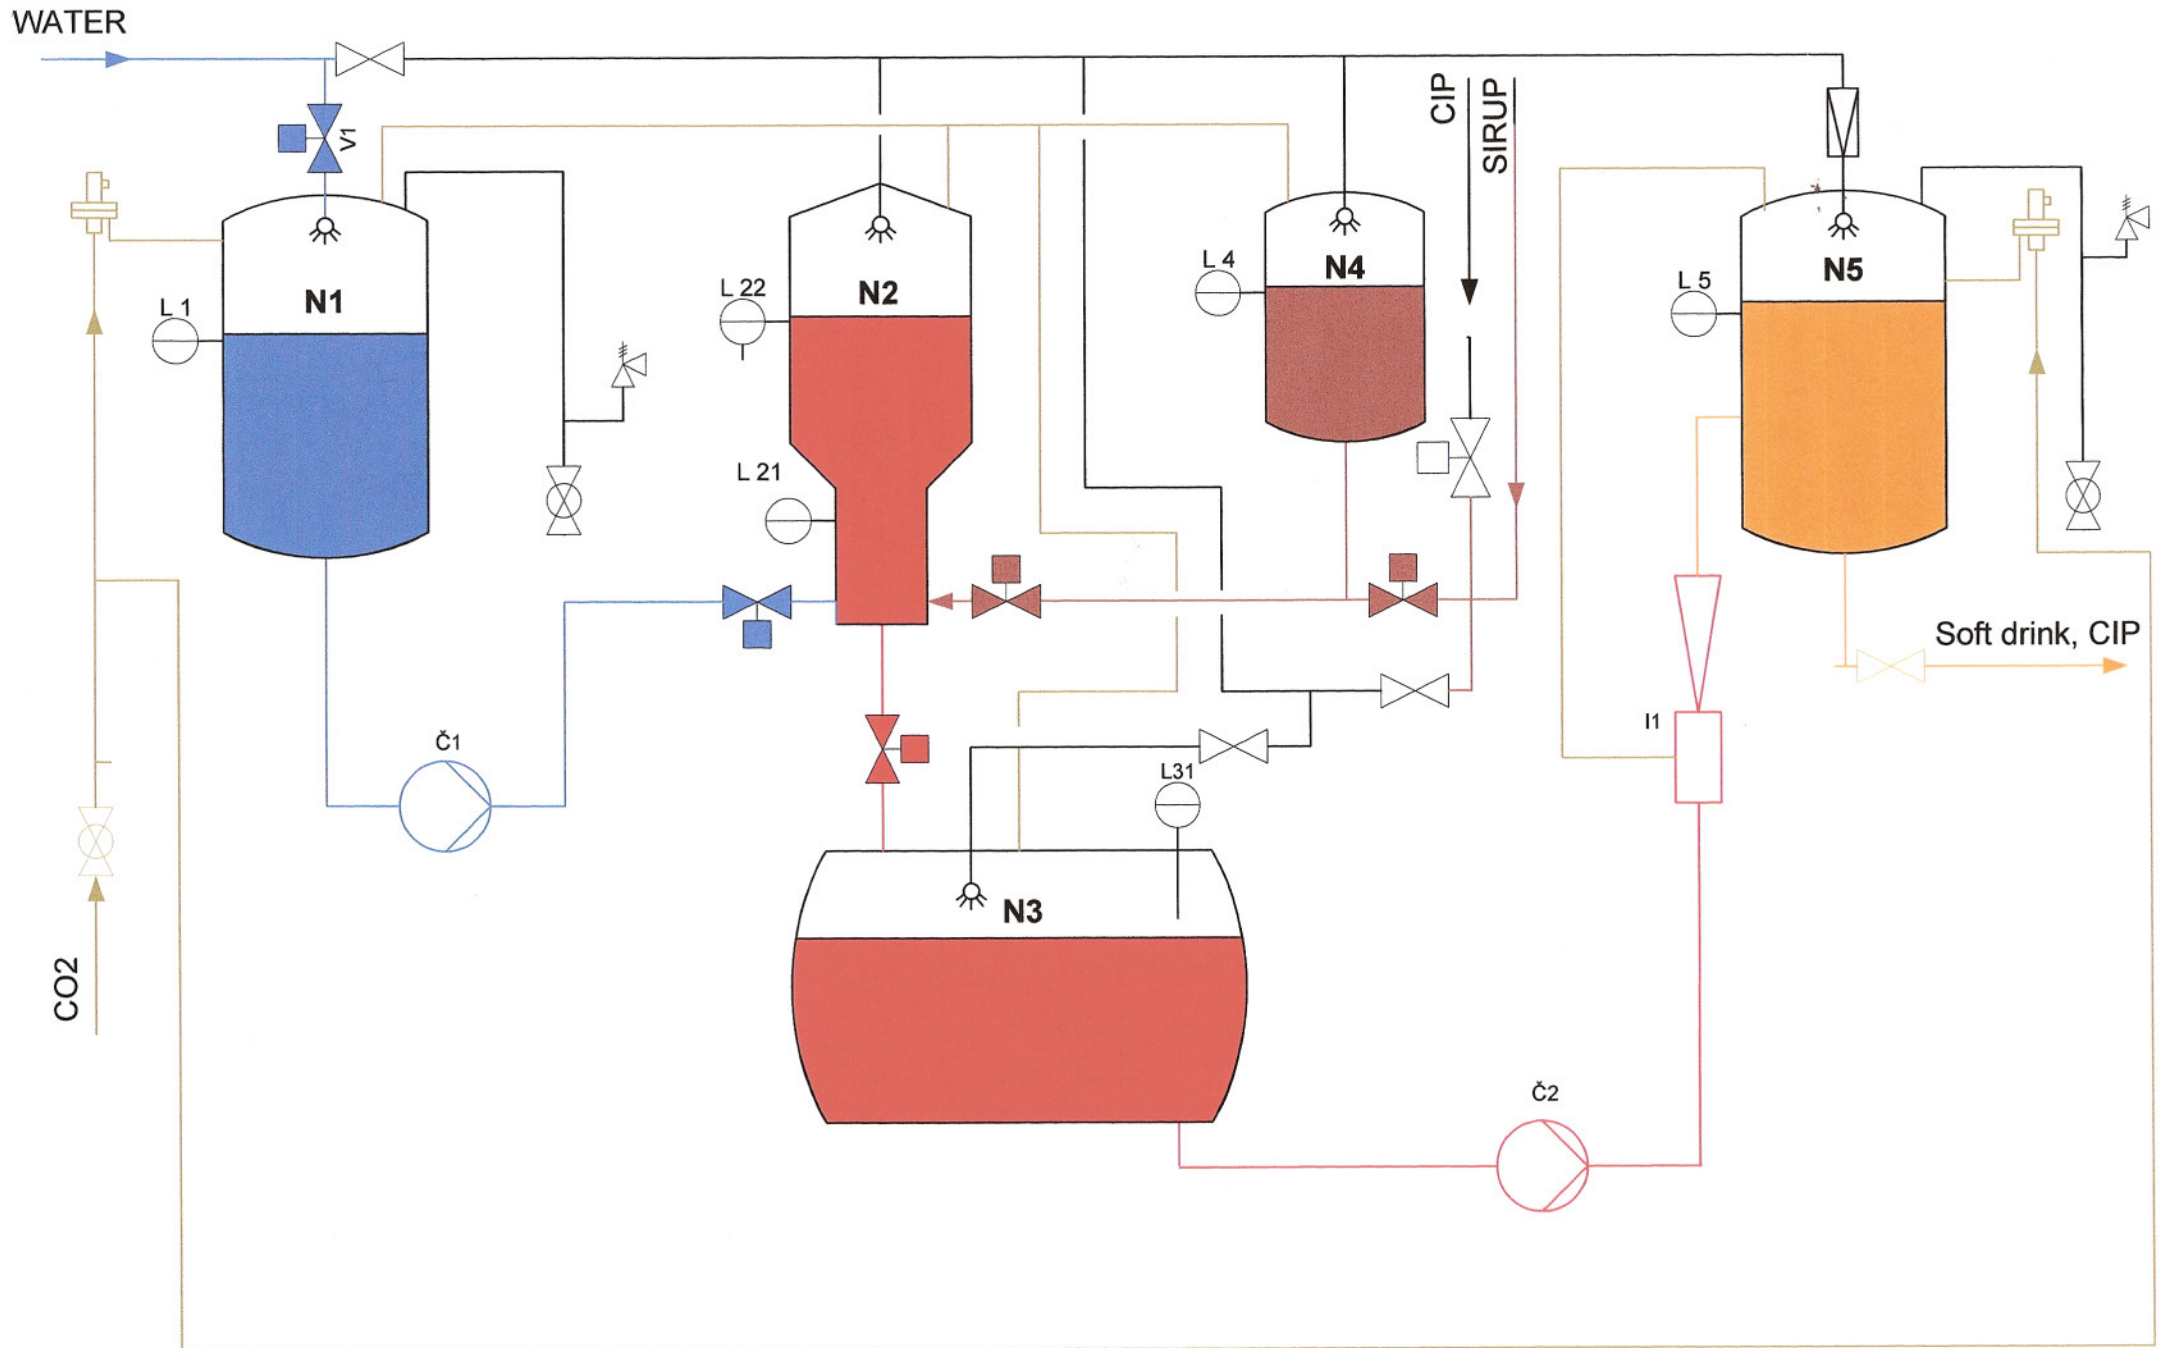 WATER
V1
CIP
SIRUP
L 1
N1
L 22
N2
L 21
L 4
N4
L 5
N5
Soft drink, CIP
Č1
I1
L31
N3
CO2
Č2